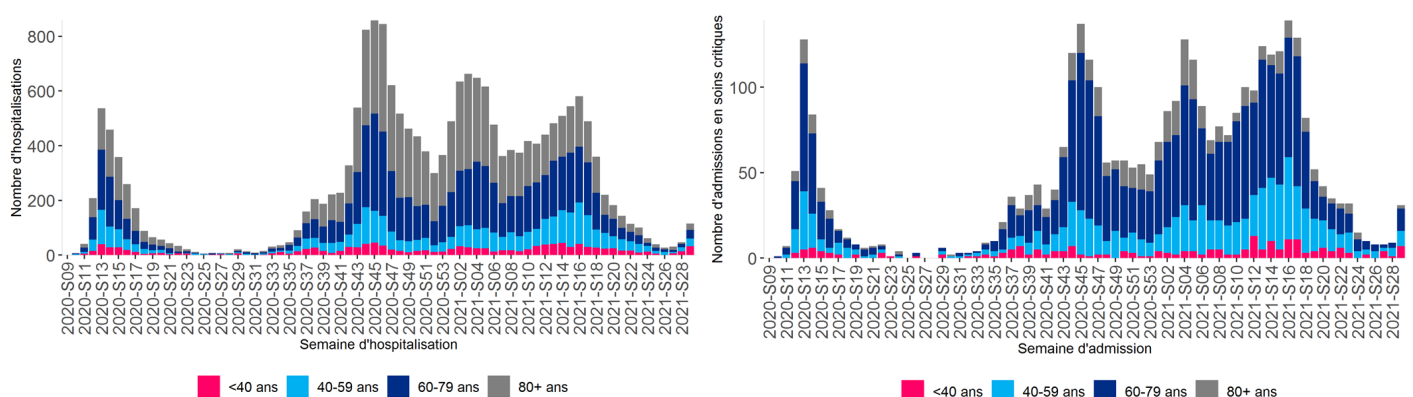 Nombre d'hospitalisations
800
600
400
200
0
2020-S09
2020-S11
2020-S13
2020-S15
2020-S17
2020-S19
2020-S21
2020-S23
2020-S25
2020-S27
2020-S29
2020-S31
2020-S33
2020-S35
2020-S37
2020-S39
2020-S41
2020-S43
2020-S45
2020-S47
2020-S49
2020-S51
2020-S53
2021-S02
2021-S04
2021-S06
2021-S08
2021-S10
2021-S12
2021-S14
2021-S16
2021-S18
2021-S20
2021-S22
2021-S24
2021-S26
2021-S28
Semaine d'hospitalisation
<40 ans 40-59 ans 60-79 ans 80+ ans
Nombre d'admissions en soins critiques
100
50
0
2020-S09
2020-S11
2020-S13
2020-S15
2020-S17
2020-S19
2020-S21
2020-S23
2020-S25
2020-S27
2020-S29
2020-S31
2020-S33
2020-S35
2020-S37
2020-S39
2020-S41
2020-S43
2020-S45
2020-S47
2020-S49
2020-S51
2020-S53
2021-S02
2021-S04
2021-S06
2021-S08
2021-S10
2021-S12
2021-S14
2021-S16
2021-S18
2021-S20
2021-S22
2021-S24
2021-S26
2021-S28
Semaine d'admission
<40 ans 40-59 ans 60-79 ans 80+ ans